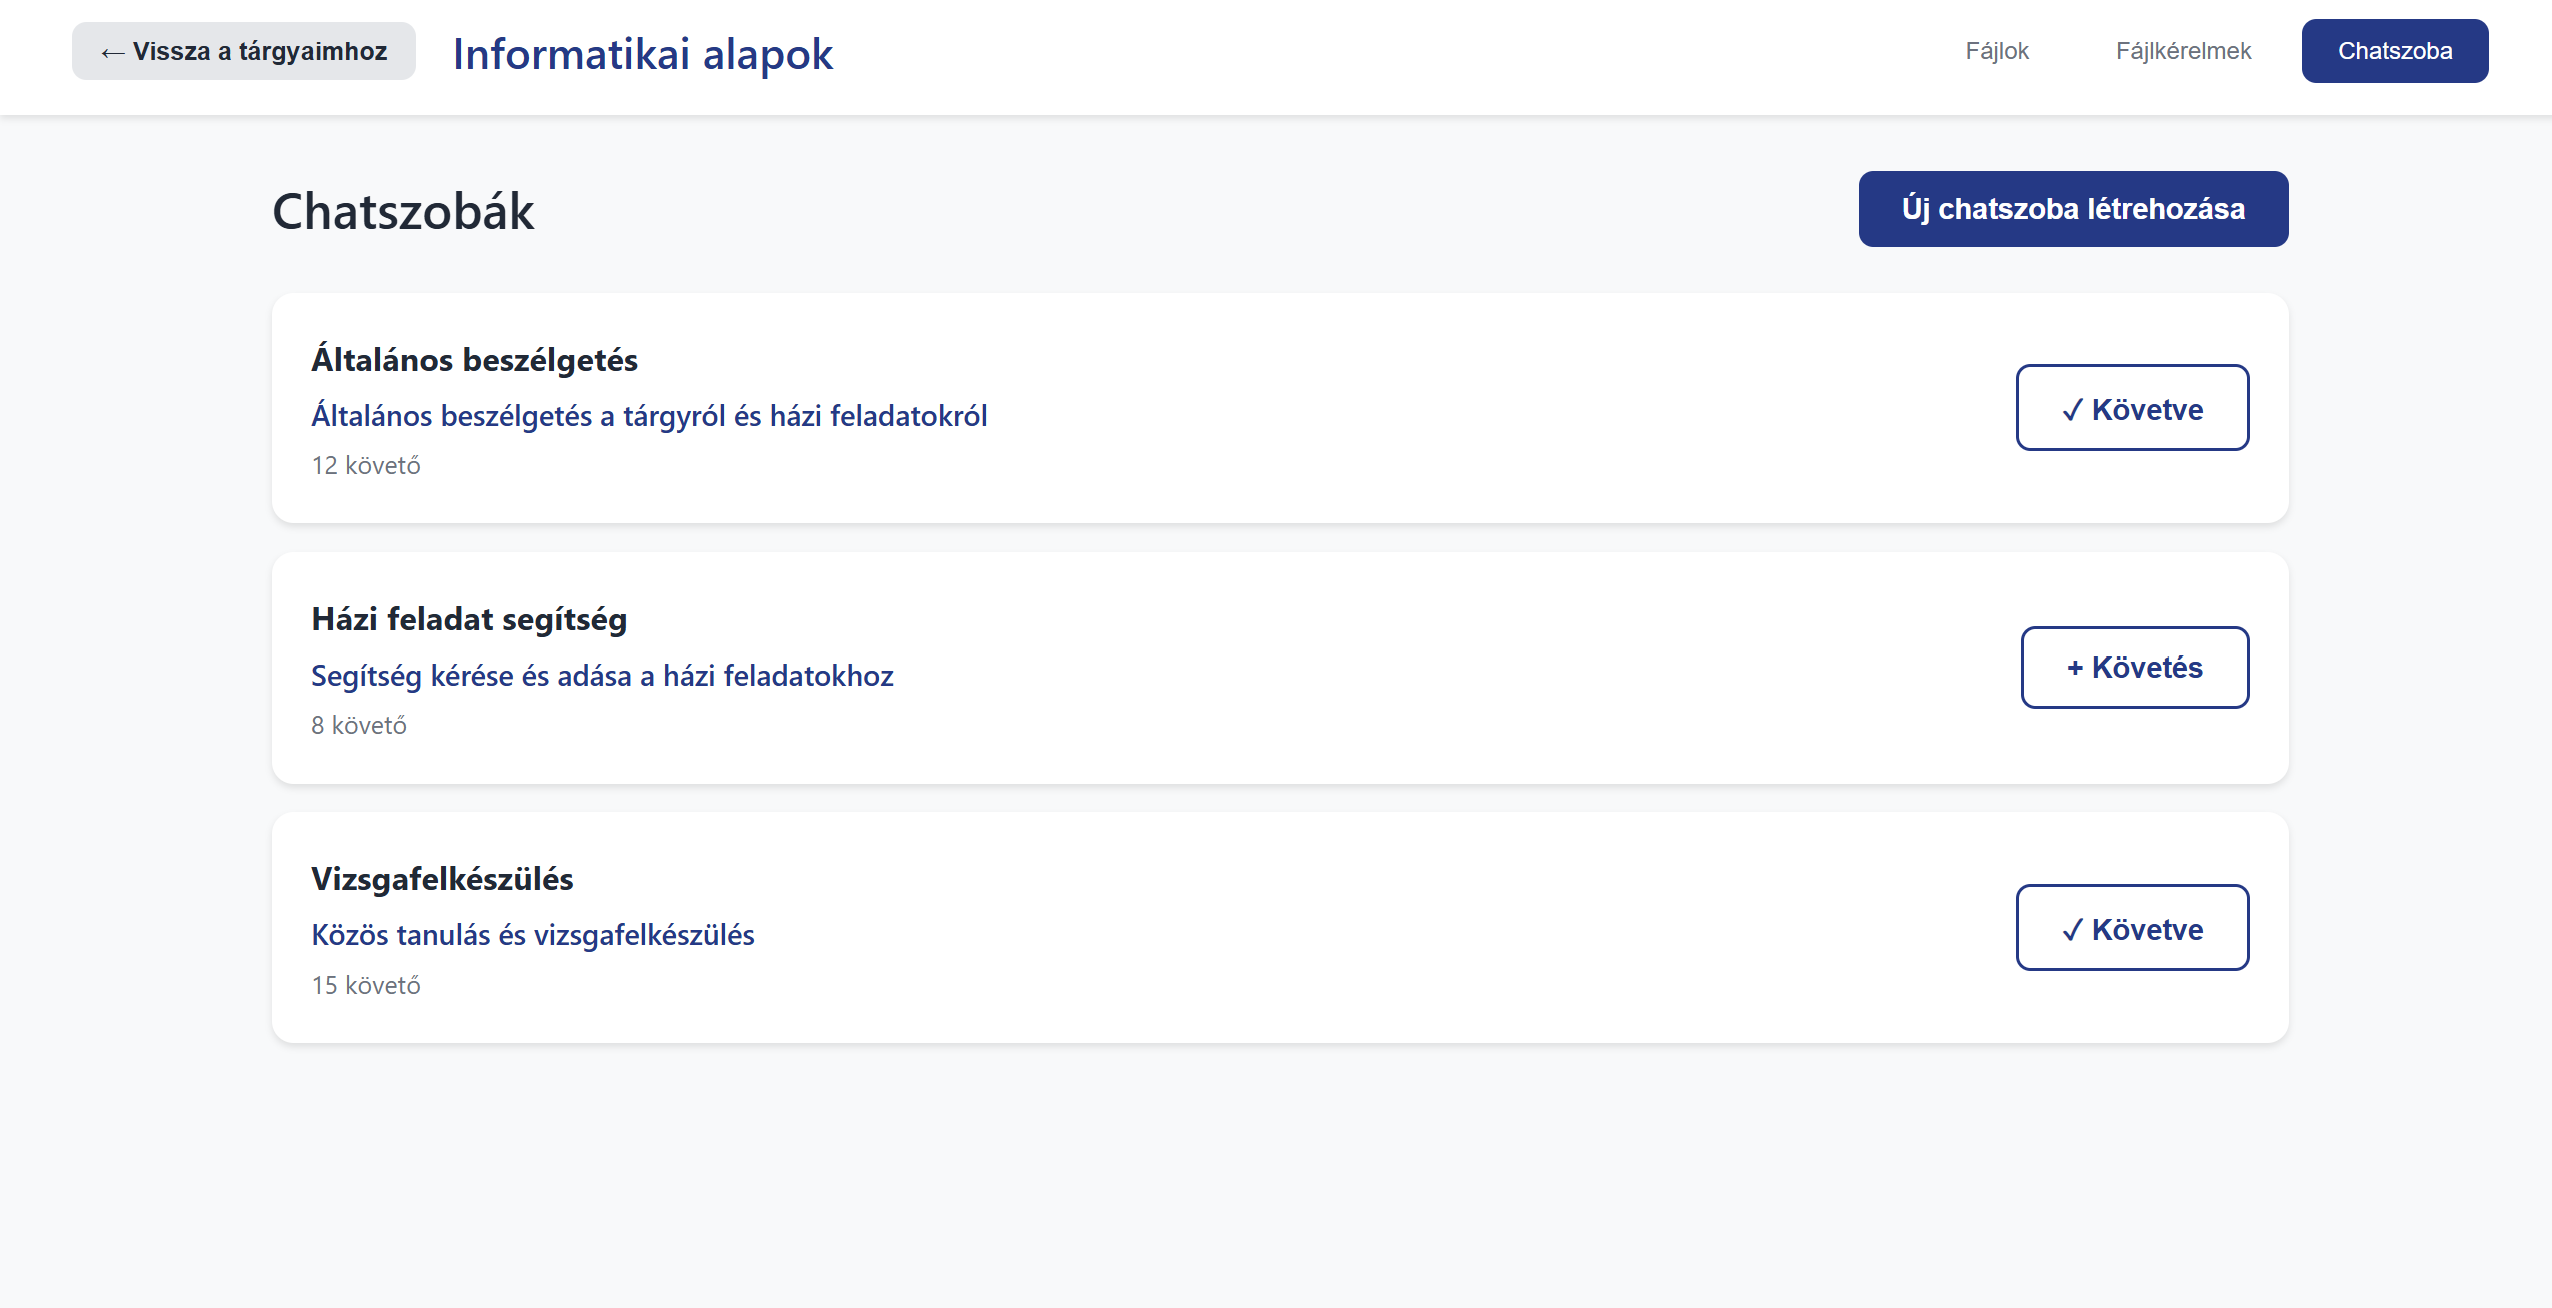 ← Vissza a tárgyaimhoz
Informatikai alapok
Fájlok
Fájlkérelmek
Chatszoba
Chatszobák
Új chatszoba létrehozása
Általános beszélgetés
Általános beszélgetés a tárgyról és házi feladatokról
12 követő
✓ Követve
Házi feladat segítség
Segítség kérése és adása a házi feladatokhoz
8 követő
+ Követés
Vizsgafelkészülés
Közös tanulás és vizsgafelkészülés
15 követő
✓ Követve